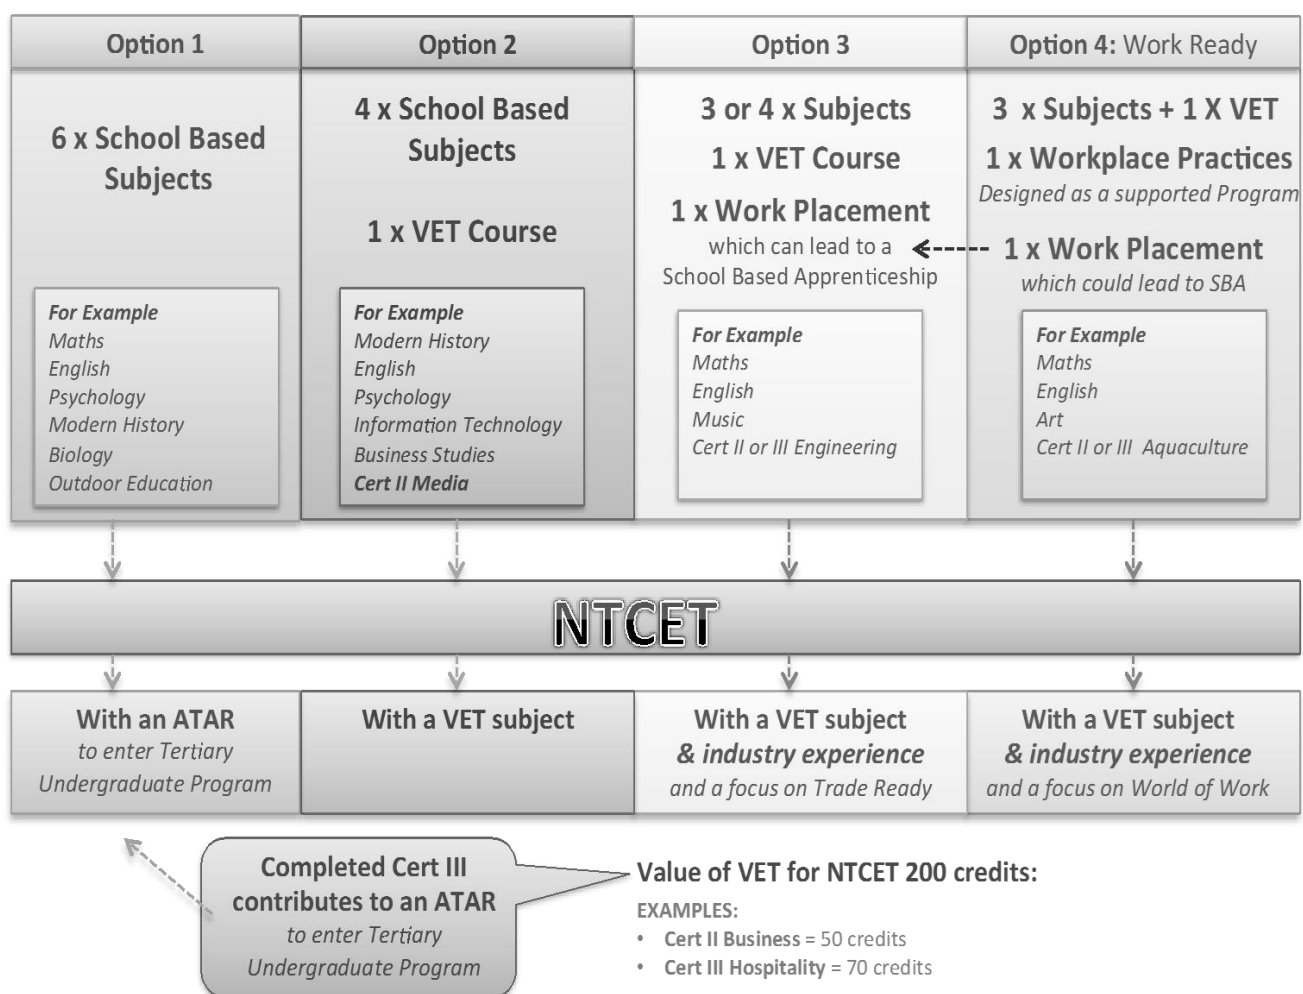 Option 1
6 x School Based
Subjects
For Example
Maths
English
Psychology
Modern History
Biology
Outdoor Education
Option 2
4 x School Based
Subjects
1 x VET Course
For Example
Modern History
English
Psychology
Information Technology
Business Studies
Cert II Media
Option 3
3 or 4 x Subjects
1 x VET Course
1 x Work Placement
which can lead to a
School Based Apprenticeship
For Example
Maths
English
Music
Cert II or III Engineering
Option 4: Work Ready
3 x Subjects + 1 X VET
1 x Workplace Practices
Designed as a supported Program
1 x Work Placement
which could lead to SBA
For Example
Maths
English
Art
Cert II or III Aquaculture
NTCET
With an ATAR
to enter Tertiary
Undergraduate Program
With a VET subject
With a VET subject
& industry experience
and a focus on Trade Ready
With a VET subject
& industry experience
and a focus on World of Work
Completed Cert III
contributes to an ATAR
to enter Tertiary
Undergraduate Program
Value of VET for NTCET 200 credits:
EXAMPLES:
• Cert II Business = 50 credits
• Cert III Hospitality = 70 credits